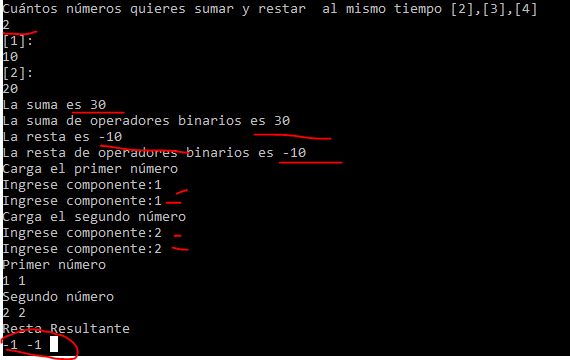 Cuántos números quieres sumar y restar  al mismo tiempo [2],[3],[4]
2
[1]:
10
[2]:
20
La suma es 30
La suma de operadores binarios es 30
La resta es -10
La resta de operadores binarios es -10
Carga el primer número
Ingrese componente:1
Ingrese componente:1
Carga el segundo número
Ingrese componente:2
Ingrese componente:2
Primer número
1 1
Segundo número
2 2
Resta Resultante
-1 -1